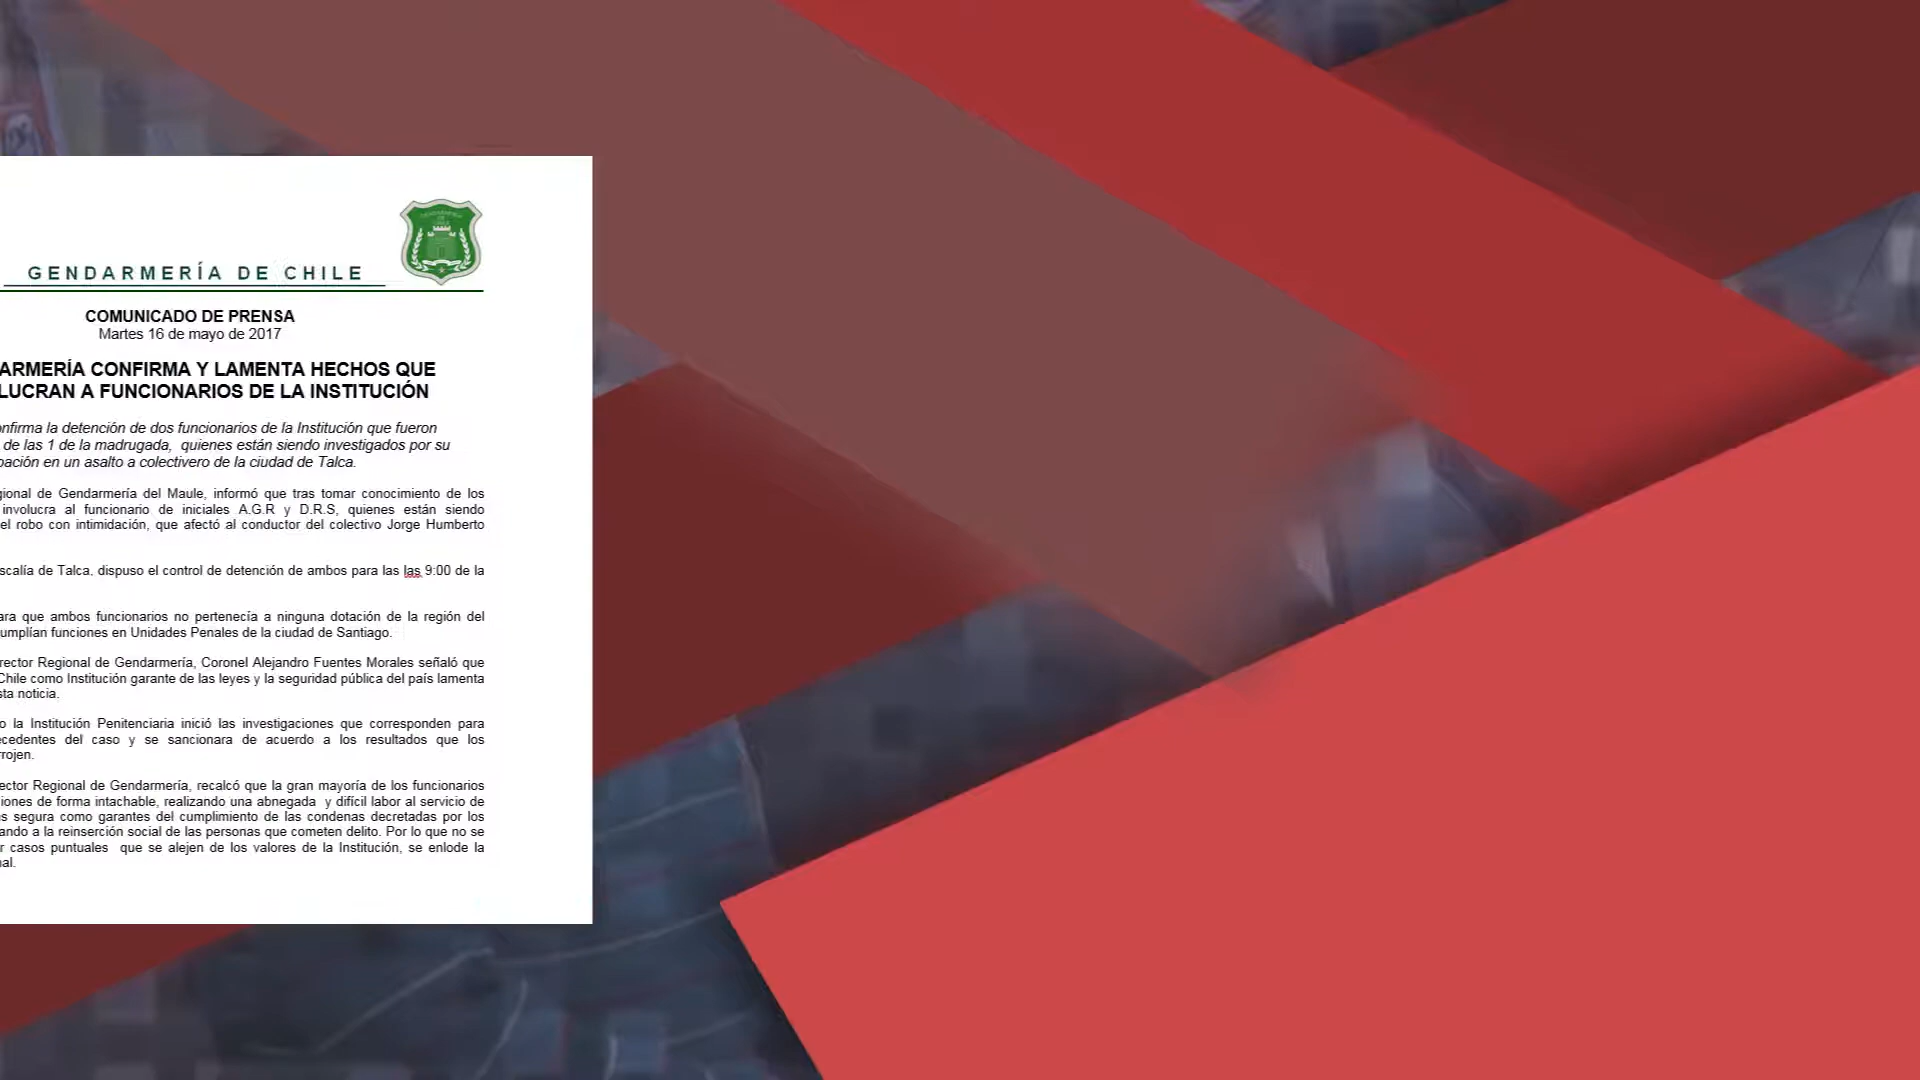 GENDARMERÍA DE CHILE
COMUNICADO DE PRENSA
Martes 16 de mayo de 2017
ARMERÍA CONFIRMA Y LAMENTA HECHOS QUE
LUCRAN A FUNCIONARIOS DE LA INSTITUCIÓN
onfirma la detención de dos funcionarios de la Institución que fueron
de las 1 de la madrugada, quienes están siendo investigados por su
pación en un asalto a colectivero de la ciudad de Talca.
gional de Gendarmería del Maule, informó que tras tomar conocimiento de los
involucra al funcionario de iniciales A.G.R y D.R.S, quienes están siendo
el robo con intimidación, que afectó al conductor del colectivo Jorge Humberto
scalía de Talca, dispuso el control de detención de ambos para las las 9:00 de la
ara que ambos funcionarios no pertenecía a ninguna dotación de la región del
umplían funciones en Unidades Penales de la ciudad de Santiago.
rector Regional de Gendarmería, Coronel Alejandro Fuentes Morales señaló que
Chile como Institución garante de las leyes y la seguridad pública del país lamenta
sta noticia.
o la Institución Penitenciaria inició las investigaciones que corresponden para
ecedentes del caso y se sancionara de acuerdo a los resultados que los
rrojen.
ector Regional de Gendarmería, recalcó que la gran mayoría de los funcionarios
iones de forma intachable, realizando una abnegada y difícil labor al servicio de
s segura como garantes del cumplimiento de las condenas decretadas por los
ando a la reinserción social de las personas que cometen delito. Por lo que no se
r casos puntuales que se alejen de los valores de la Institución, se enlode la
nal.